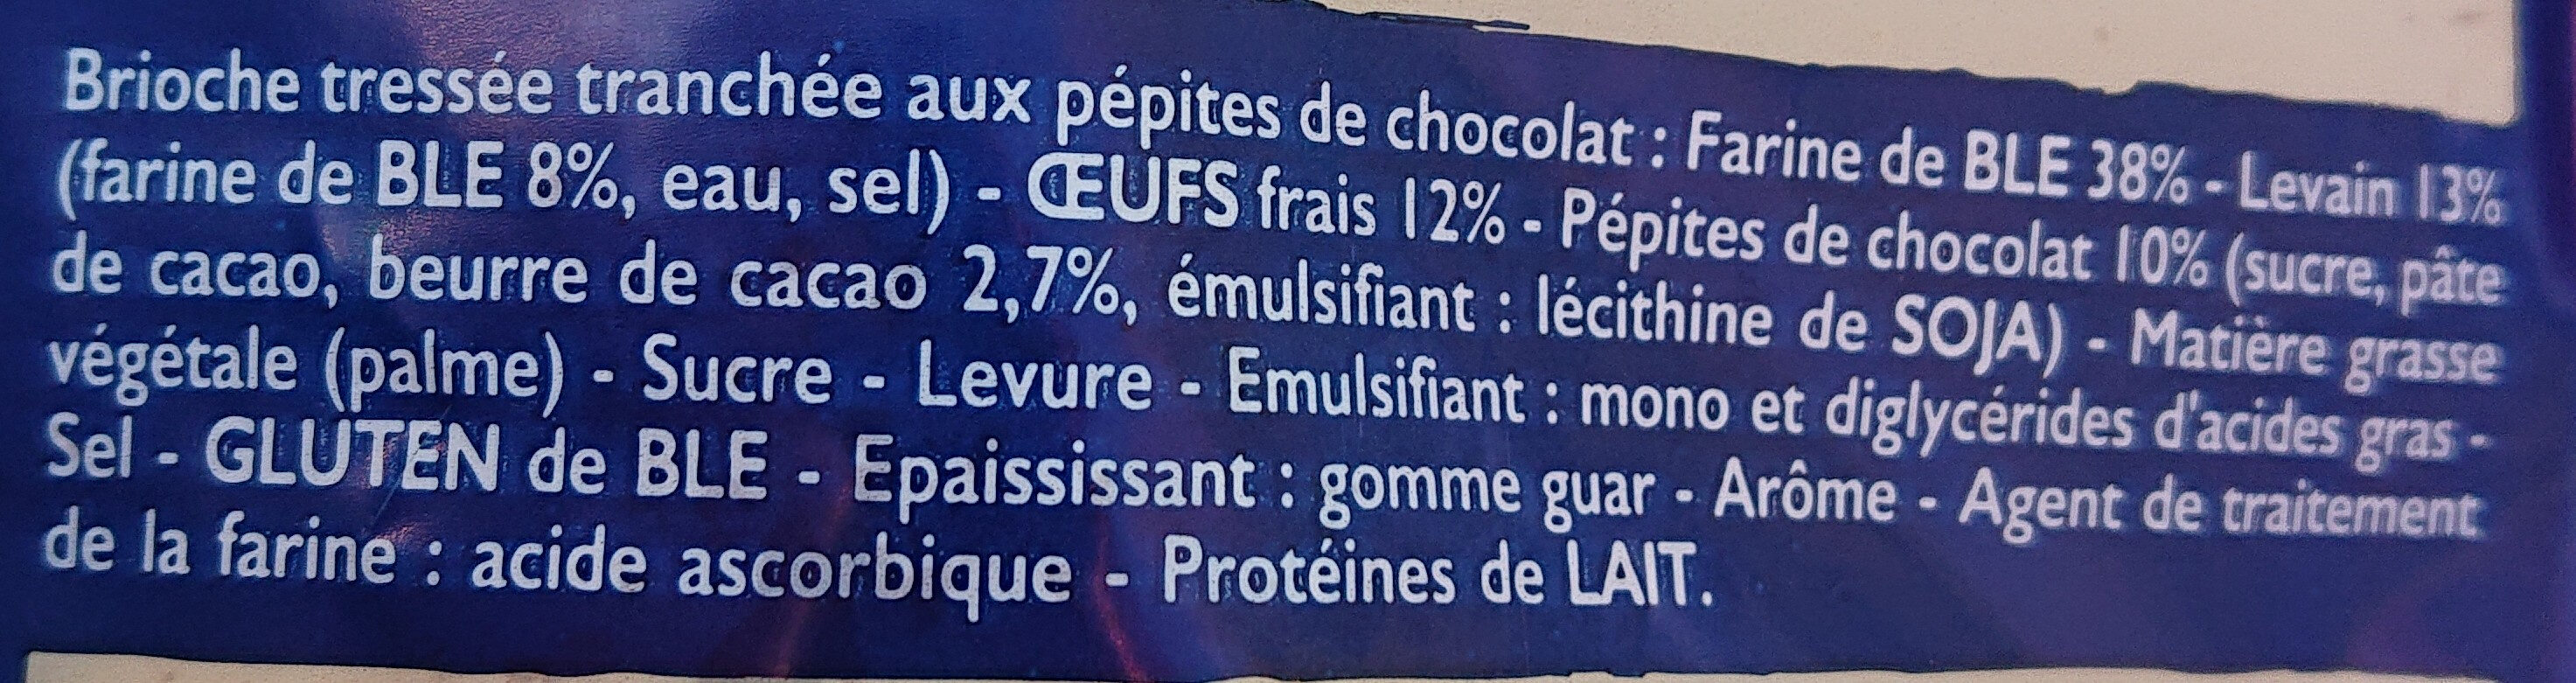 Brioche tressée tranchée aux pépites de chocolat : Farine de BLE 38% - Levain 13%
(farine de BLE 8%, eau, sel) - ŒUFS frais 12% - Pépites de chocolat 10% (sucre, pâte
de cacao, beurre de cacao 2,7%, émulsifiant : lécithine de SOJA) - Matière grasse
végétale (palme) - Sucre - Levure - Emulsifiant : mono et diglycérides d'acides gras -
Sel - GLUTEN de BLE - Epaississant : gomme guar - Arôme - Agent de traitement
de la farine : acide ascorbique - Protéines de LAIT.